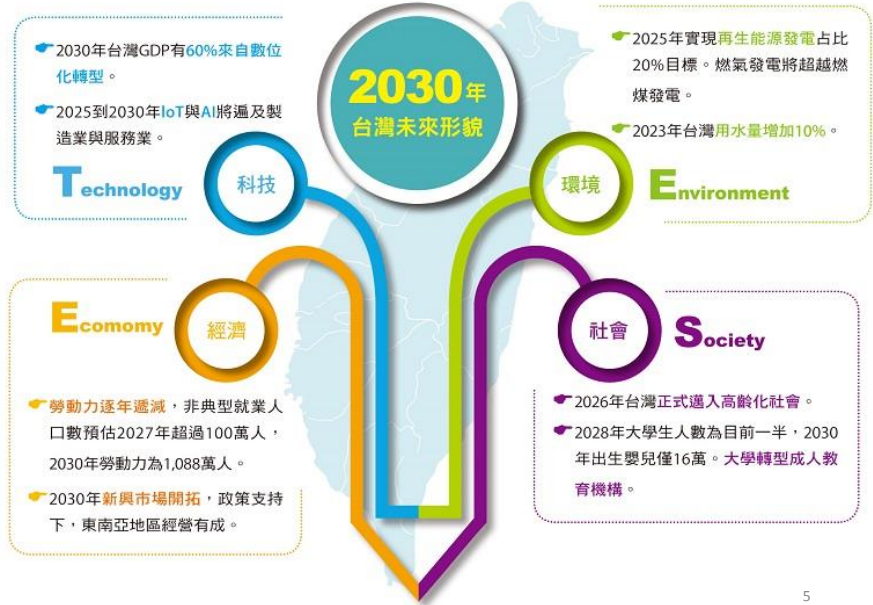 2030年
台灣未來形貌
2030年台灣GDP有60%來自數位
化轉型。
2025到2030年IoT與AI將遍及製
造業與服務業。
Technology
科技
2025年實現再生能源發電占比
20%目標。燃氣發電將超越燃
煤發電。
2023年台灣用水量增加10%。
環境
Environment
Ecomomy
經濟
勞動力逐年遞減，非典型就業人
口數預估2027年超過100萬人，
2030年勞動力為1,088萬人。
2030年新興市場開拓，政策支持
下，東南亞地區經營有成。
社會
Society
2026年台灣正式邁入高齡化社會。
2028年大學生人數為目前一半，2030
年出生嬰兒僅16萬。大學轉型成人教
育機構。
5